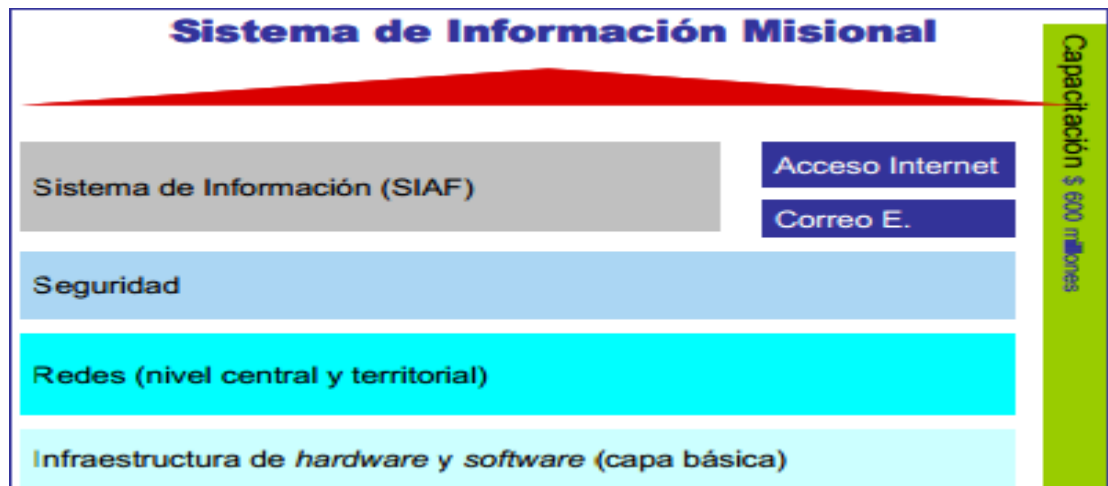 Sistema de Información Misional
Capacitación $ 600 millones
Sistema de Información (SIAF)
Acceso Internet
Correo E.
Seguridad
Redes (nivel central y territorial)
Infraestructura de hardware y software (capa básica)